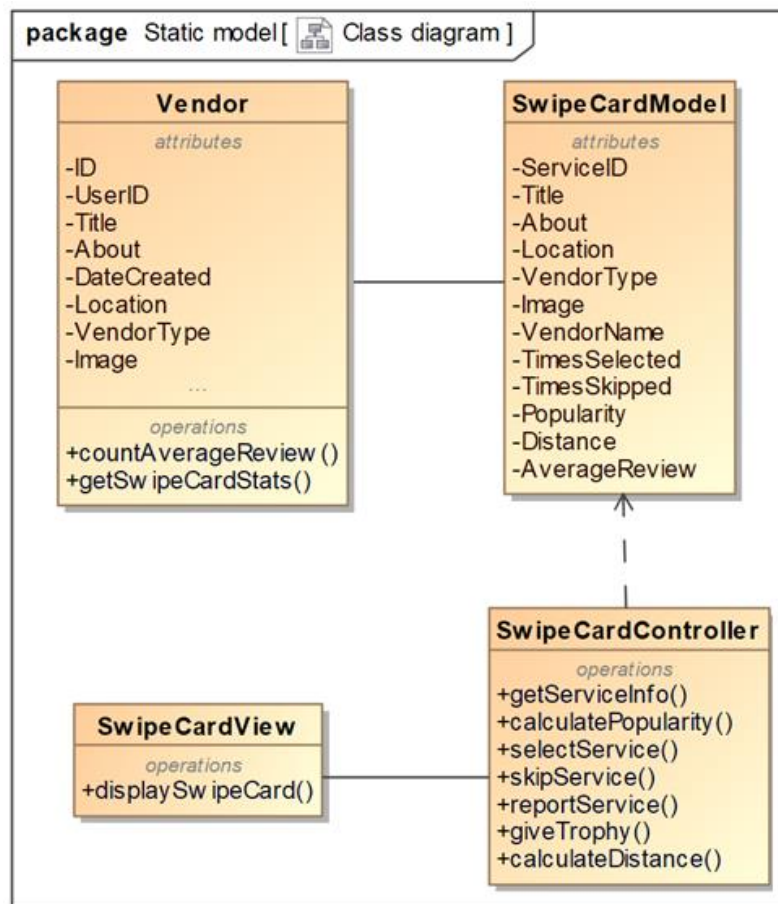 package Static model[ Class diagram ]
Vendor
attributes
-ID
-UserID
-Title
-About
-DateCreated
-Location
-VendorType
-Image
...
operations
+countAverageReview()
+getSwipeCardStats()
SwipeCardModel
attributes
-ServiceID
-Title
-About
-Location
-VendorType
-Image
-VendorName
-TimesSelected
-TimesSkipped
-Popularity
-Distance
-AverageReview
SwipeCardView
operations
+displaySwipeCard()
SwipeCardController
operations
+getServiceInfo()
+calculatePopularity()
+selectService()
+skipService()
+reportService()
+giveTrophy()
+calculateDistance()